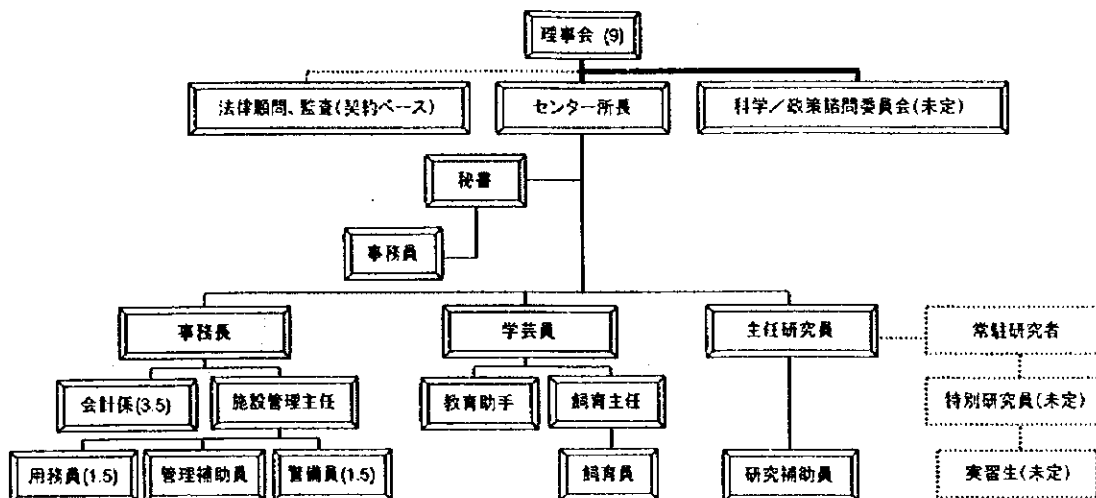 理事会 (9)
法律顧問、監査(契約ベース)
センター所長
科学／政策諮問委員会(未定)
秘書
事務員
事務長
学芸員
主任研究員
常駐研究者
会計係(3.5)
施設管理主任
教育助手
飼育主任
特別研究員(未定)
用務員(1.5)
管理補助員
警備員(1.5)
飼育員
研究補助員
実習生(未定)